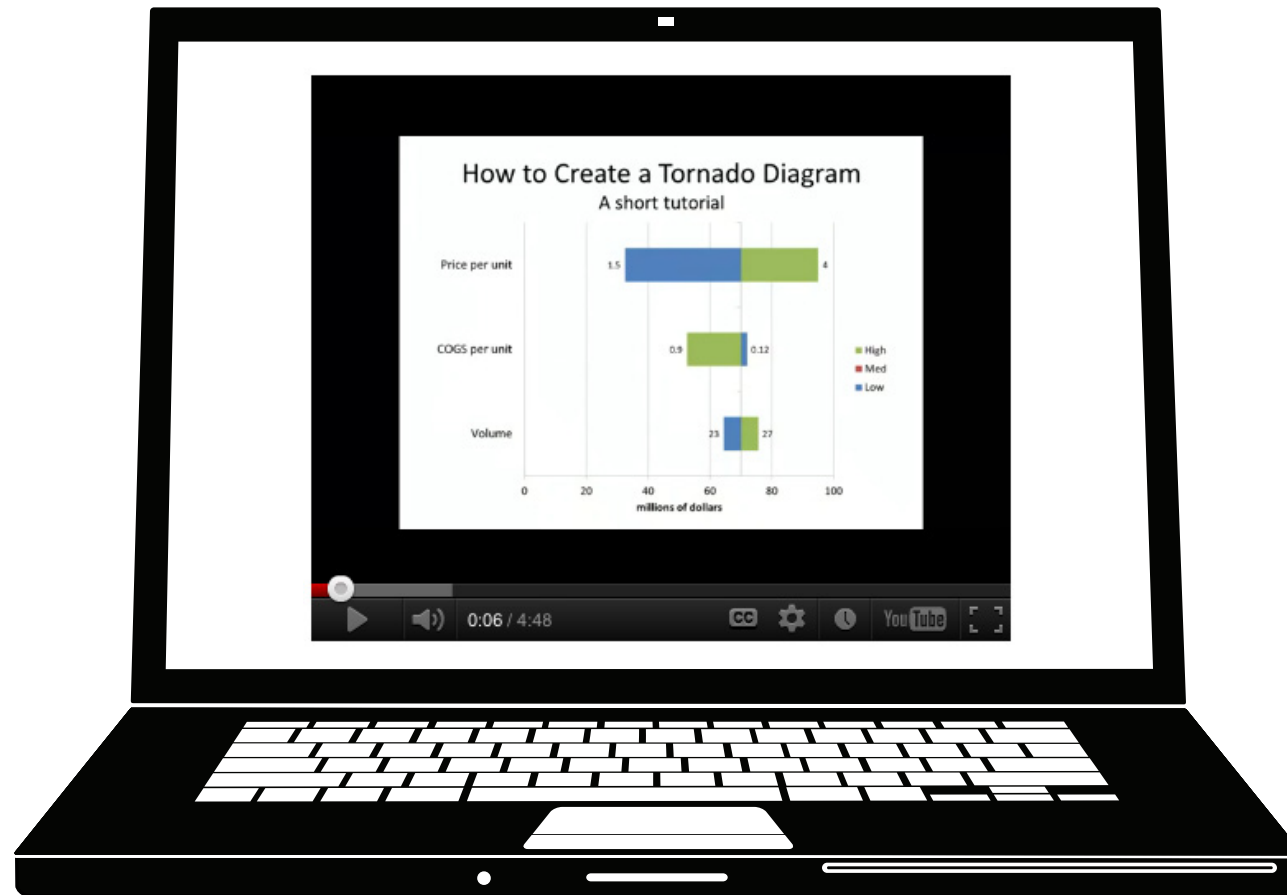 How to Create a Tornado Diagram
A short tutorial
Price per unit
1.5
4
COGS per unit
0.9
0.12
High
Med
Low
Volume
23
27
0 20 40 60 80 100
millions of dollars
0:06 / 4:48 CC YouTube